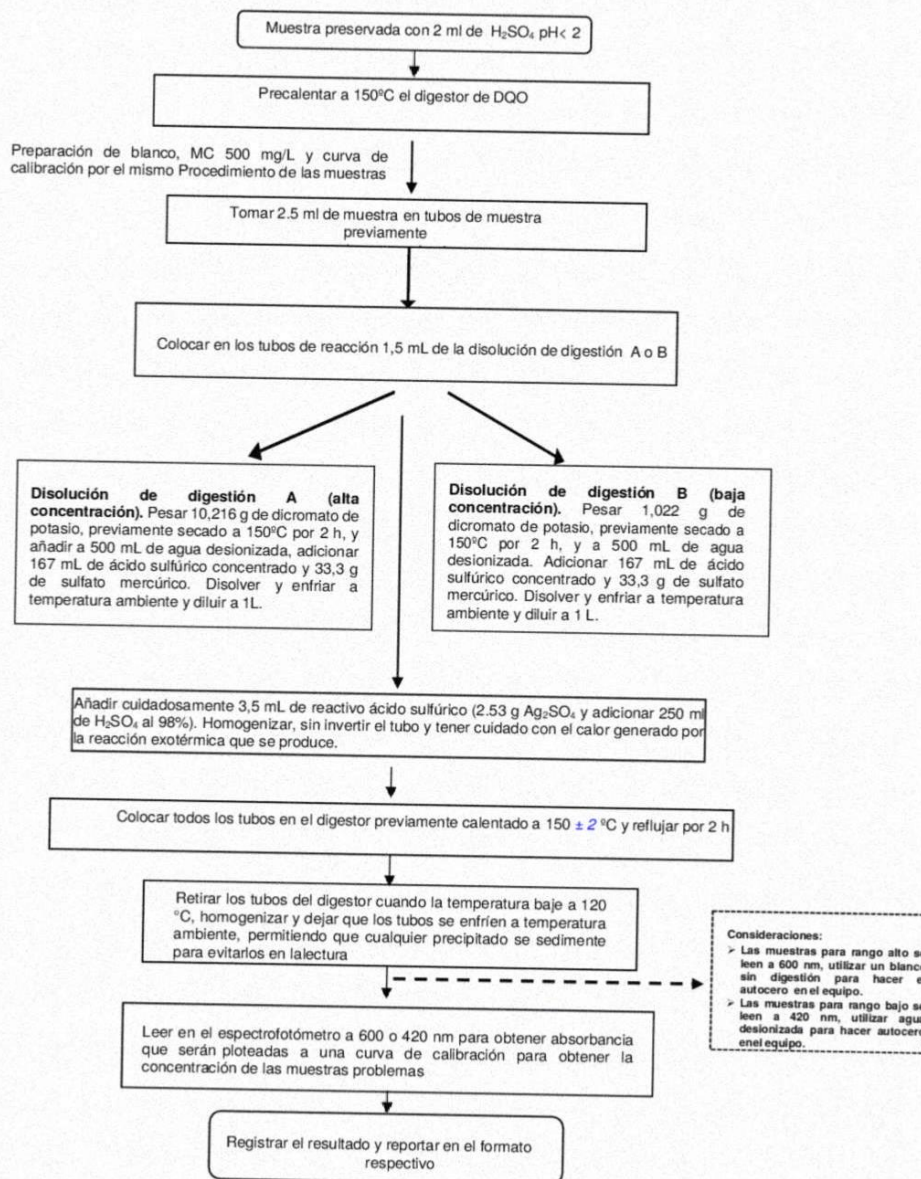 Muestra preservada con 2 ml de H₂SO₄ pH< 2
Precalentar a 150ºC el digestor de DQO
Preparación de blanco, MC 500 mg/L y curva de
calibración por el mismo Procedimiento de las muestras
Tomar 2.5 ml de muestra en tubos de muestra
previamente
Colocar en los tubos de reacción 1,5 mL de la disolución de digestión A o B
Disolución de digestión A (alta
concentración). Pesar 10,216 g de dicromato de
potasio, previamente secado a 150ºC por 2 h, y
añadir a 500 mL de agua desionizada, adicionar
167 mL de ácido sulfúrico concentrado y 33,3 g
de sulfato mercúrico. Disolver y enfriar a
temperatura ambiente y diluir a 1L.
Disolución de digestión B (baja
concentración). Pesar 1,022 g de
dicromato de potasio, previamente secado a
150ºC por 2 h, y a 500 mL de agua
desionizada. Adicionar 167 mL de ácido
sulfúrico concentrado y 33,3 g de sulfato
mercúrico. Disolver y enfriar a temperatura
ambiente y diluir a 1 L.
Añadir cuidadosamente 3,5 mL de reactivo ácido sulfúrico (2.53 g Ag₂SO₄ y adicionar 250 ml
de H₂SO₄ al 98%). Homogenizar, sin invertir el tubo y tener cuidado con el calor generado por
la reacción exotérmica que se produce.
Colocar todos los tubos en el digestor previamente calentado a 150 ± 2 ºC y reflujar por 2 h
Retirar los tubos del digestor cuando la temperatura baje a 120
°C, homogenizar y dejar que los tubos se enfríen a temperatura
ambiente, permitiendo que cualquier precipitado se sedimente
para evitarlos en lalectura
Consideraciones:
➢ Las muestras para rango alto se
leen a 600 nm, utilizar un blanco
sin digestión para hacer el
autocero en el equipo.
➢ Las muestras para rango bajo se
leen a 420 nm, utilizar agua
desionizada para hacer autocero
enel equipo.
Leer en el espectrofotómetro a 600 o 420 nm para obtener absorbancia
que serán ploteadas a una curva de calibración para obtener la
concentración de las muestras problemas
Registrar el resultado y reportar en el formato
respectivo